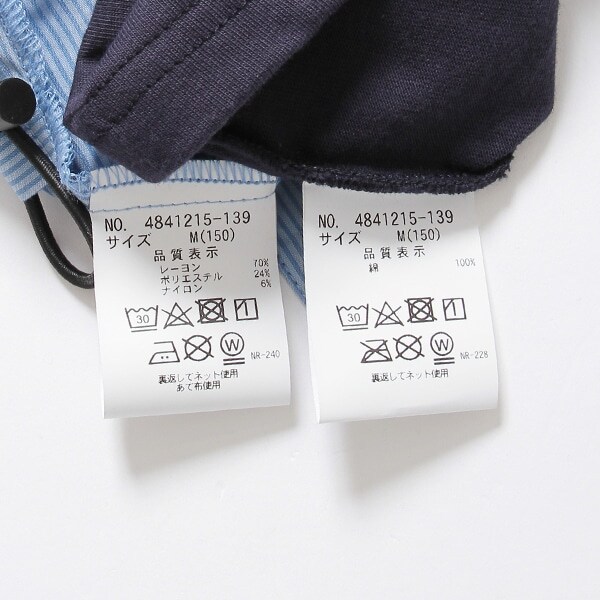 NO. 4841215-139
サイズ M(150)
品質表示
レーヨン 70%
ポリエステル 24%
ナイロン 6%
30
W
NR-240
裏返してネット使用
あて布使用
NO. 4841215-139
サイズ M(150)
品質表示
綿 100%
30
W
NR-228
裏返してネット使用